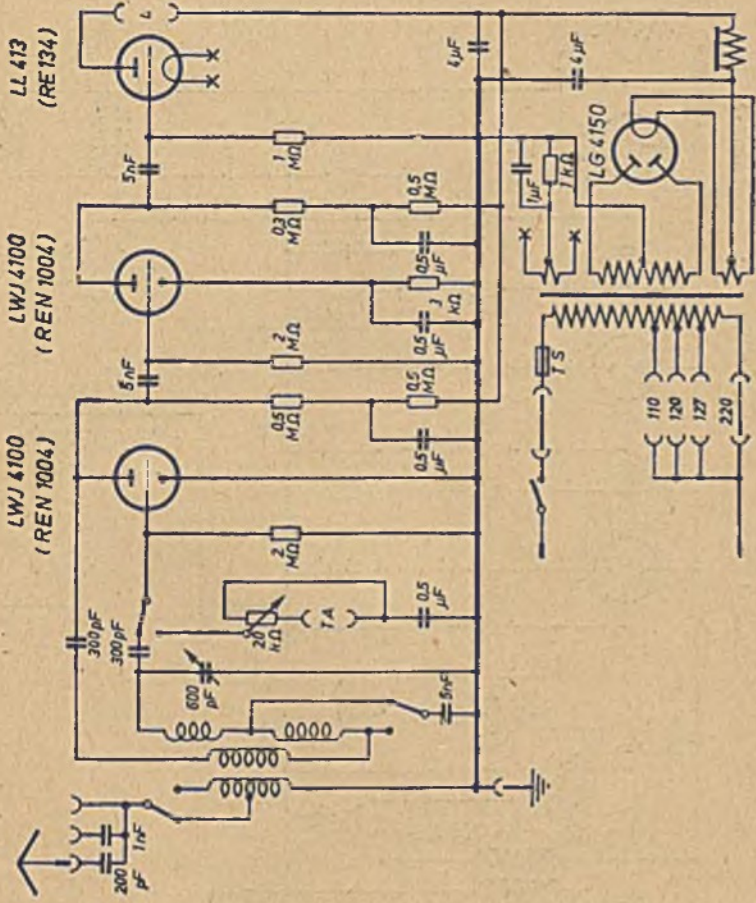 LL 413
(RE 134)
LWJ 4100
(REN 1004)
LWJ 4100
(REN 1004)
L
5nF
1
MΩ
4µF
4µF
LG 4150
1µF
1 kΩ
0,3
MΩ
0,5
MΩ
0,5
µF
1
kΩ
0,5
µF
2
MΩ
5nF
0,5
MΩ
0,5
MΩ
0,5
µF
2
MΩ
TS
110
120
127
220
300pF
300pF
20
kΩ
T.A
0,5
µF
600
pF
5nF
1nF
200
pF